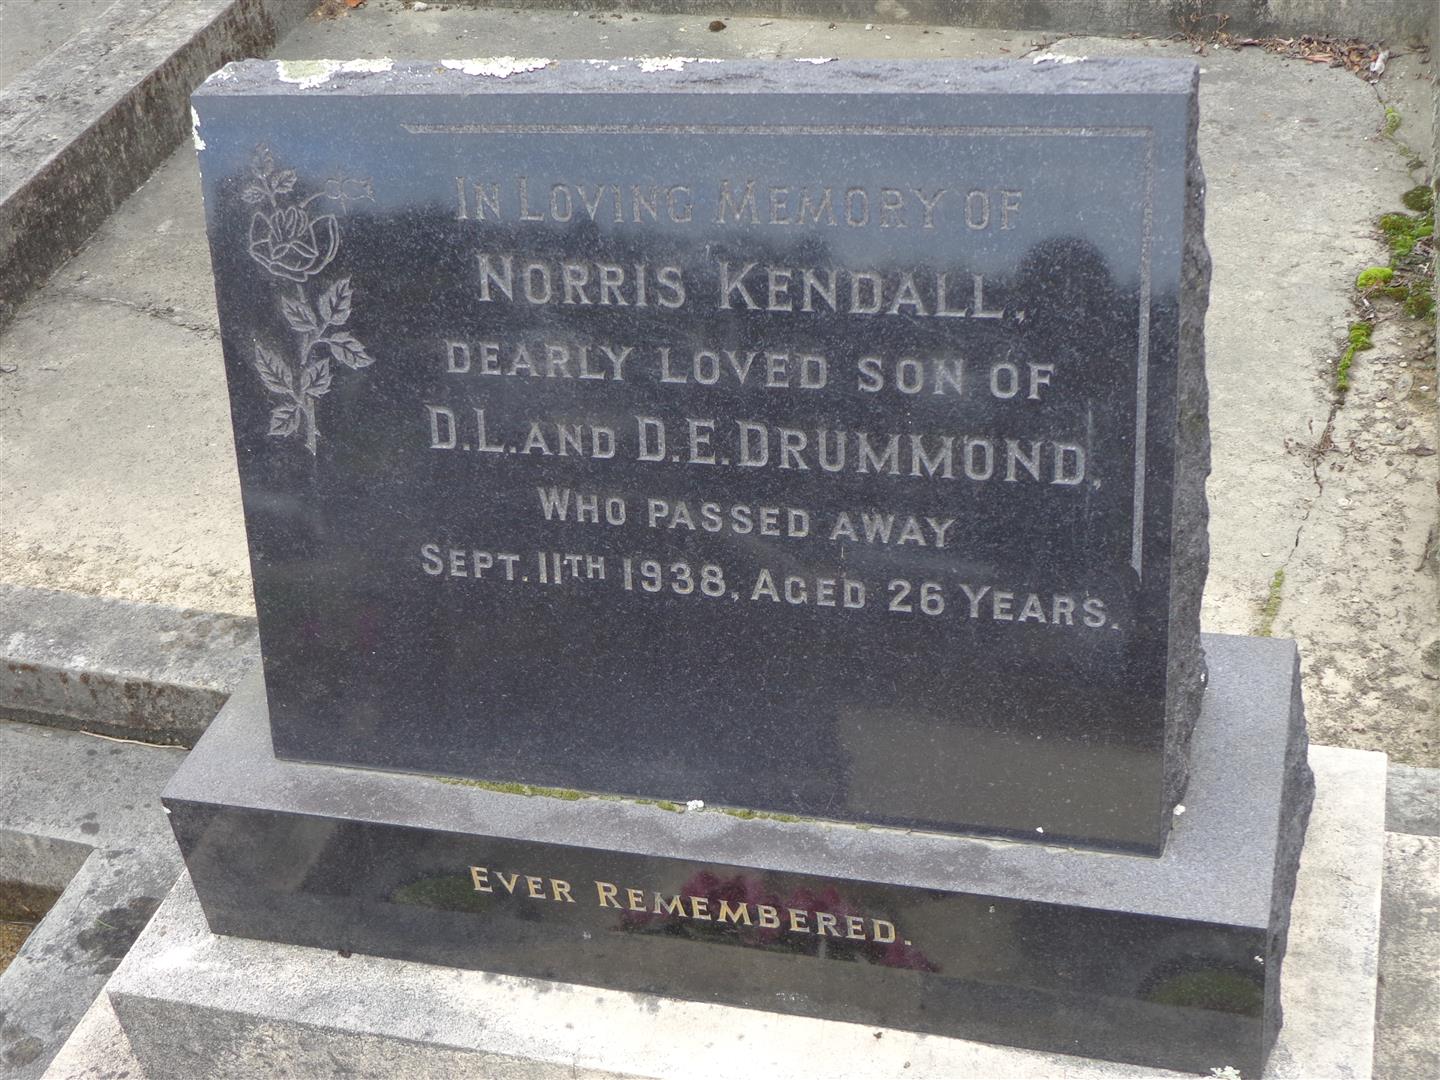 IN LOVING MEMORY OF
NORRIS KENDALL,
DEARLY LOVED SON OF
D.L. AND D.E. DRUMMOND,
WHO PASSED AWAY
SEPT. 11TH 1938, AGED 26 YEARS.
EVER REMEMBERED.